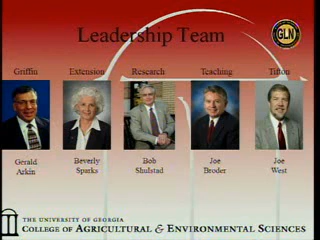 Leadership Team
GLN
Griffin Extension Research Teaching Tifton
Gerald Beverly Bob Joe Joe
Arkin Sparks Shulstad Broder West
THE UNIVERSITY OF GEORGIA
COLLEGE OF AGRICULTURAL & ENVIRONMENTAL SCIENCES